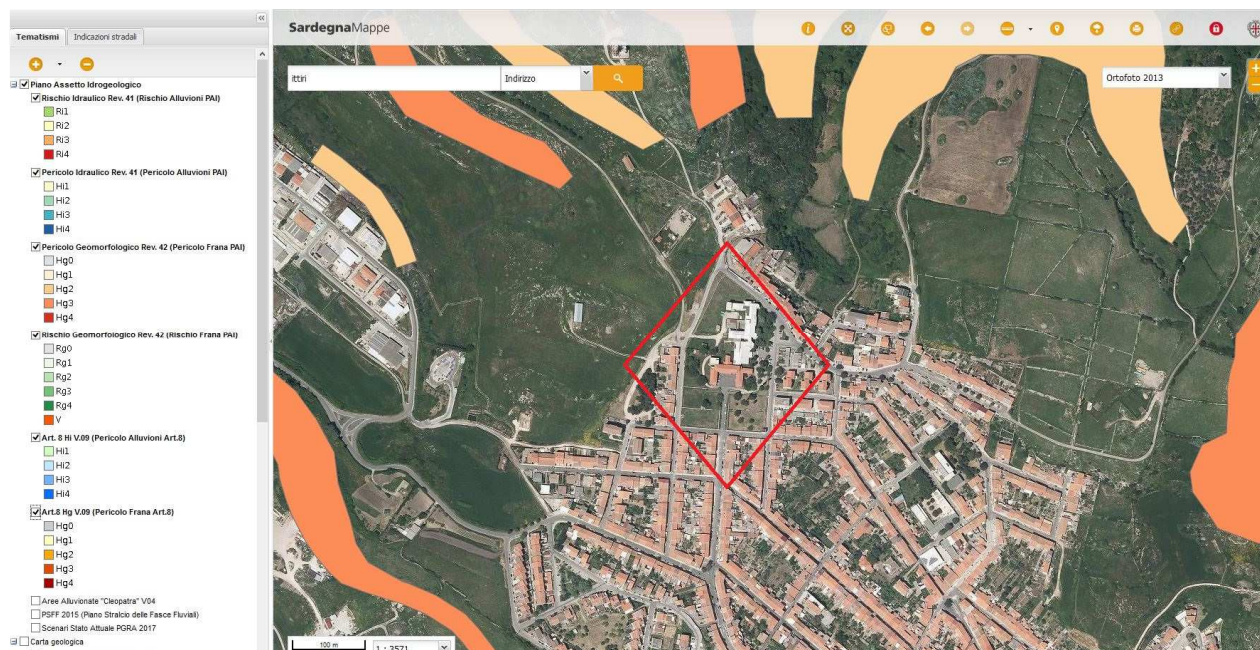 SardegnaMappe
Tematismi
Indicazioni stradali
ittiri
Indirizzo
Ortofoto 2013
Piano Assetto Idrogeologico
Rischio Idraulico Rev. 41 (Rischio Alluvioni PAI)
Ri1
Ri2
Ri3
Ri4
Pericolo Idraulico Rev. 41 (Pericolo Alluvioni PAI)
Hi1
Hi2
Hi3
Hi4
Pericolo Geomorfologico Rev. 42 (Pericolo Frana PAI)
Hg0
Hg1
Hg2
Hg3
Hg4
Rischio Geomorfologico Rev. 42 (Rischio Frana PAI)
Rg0
Rg1
Rg2
Rg3
Rg4
V
Art. 8 Hi V.09 (Pericolo Alluvioni Art.8)
Hi1
Hi2
Hi3
Hi4
Art.8 Hg V.09 (Pericolo Frana Art.8)
Hg0
Hg1
Hg2
Hg3
Hg4
Aree Alluvionate "Cleopatra" V04
PSFF 2015 (Piano Stralcio delle Fasce Fluviali)
Scenari Stato Attuale PGRA 2017
Carta geologica
100 m
1 : 3571